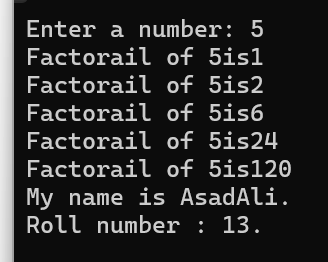 Enter a number: 5
Factorail of 5is1
Factorail of 5is2
Factorail of 5is6
Factorail of 5is24
Factorail of 5is120
My name is AsadAli.
Roll number : 13.